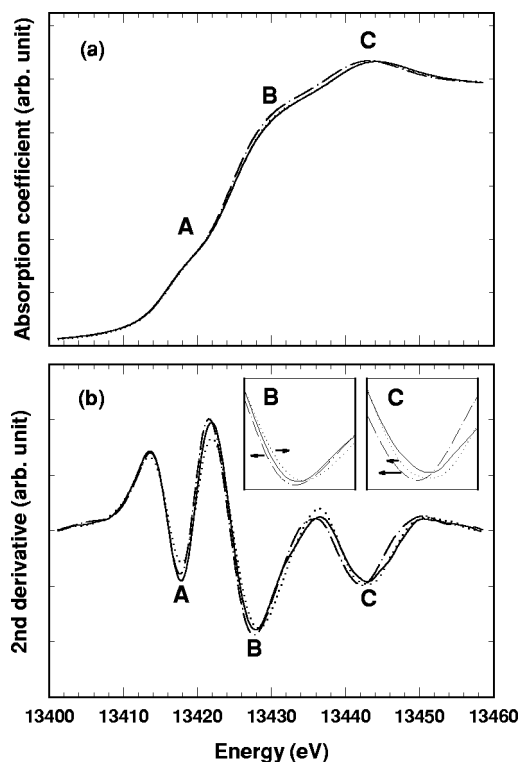 (a)
A
B
C
Absorption coefficient (arb. unit)
(b)
B
C
A
B
C
2nd derivative (arb. unit)
13400 13410 13420 13430 13440 13450 13460
Energy (eV)